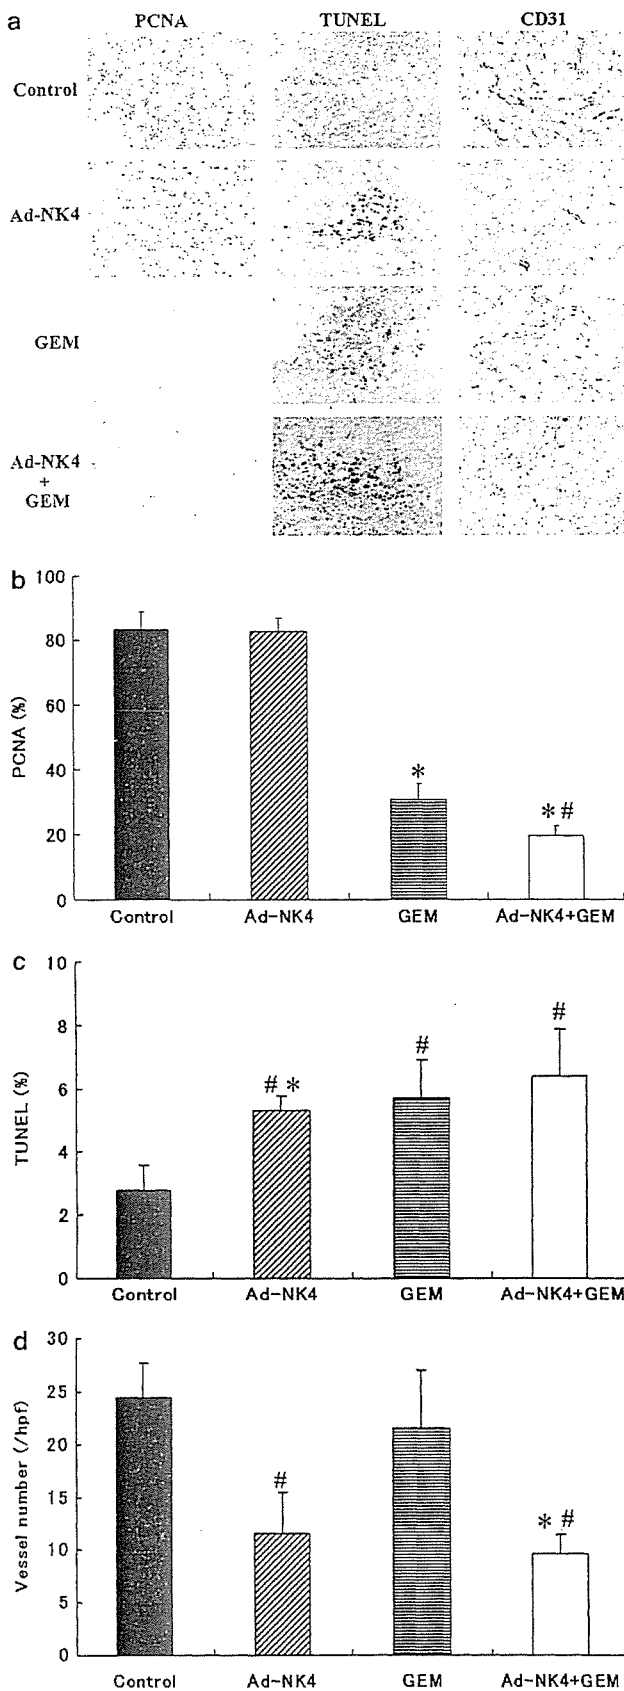 a
PCNA TUNEL CD31
Control
Ad-NK4
GEM
Ad-NK4
+
GEM
b
100
80
60
40
20
0
PCNA (%)
*
* #
Control Ad-NK4 GEM Ad-NK4+GEM
c
10
8
6
4
2
0
TUNEL (%)
# *
#
#
Control Ad-NK4 GEM Ad-NK4+GEM
d
30
25
20
15
10
5
0
Vessel number (/hpf)
#
* #
Control Ad-NK4 GEM Ad-NK4+GEM